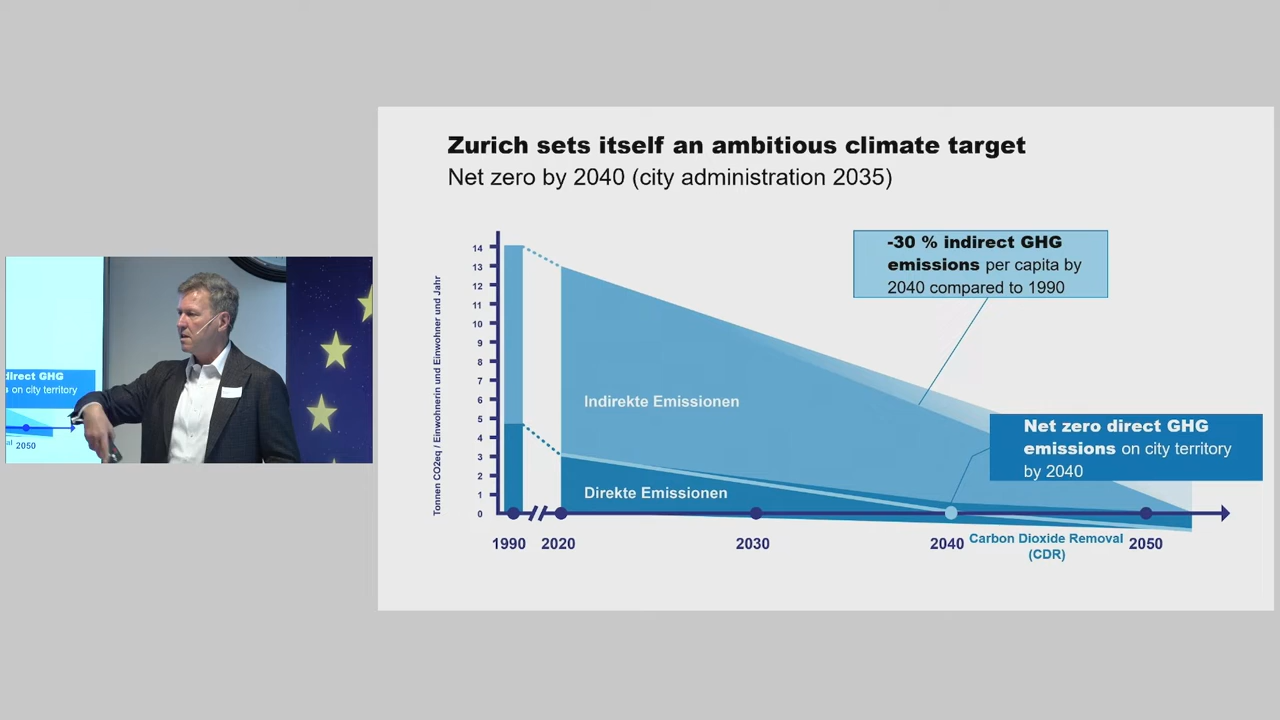 Zurich sets itself an ambitious climate target
Net zero by 2040 (city administration 2035)
Tonnen CO2eq / Einwohnerin und Einwohner und Jahr
14
13
12
11
10
9
8
7
6
5
4
3
2
1
0
-30 % indirect GHG
emissions per capita by
2040 compared to 1990
Indirekte Emissionen
Net zero direct GHG
emissions on city territory
by 2040
Direkte Emissionen
1990 2020 2030 2040 2050
Carbon Dioxide Removal
(CDR)
direct GHG
s on city territory
2050